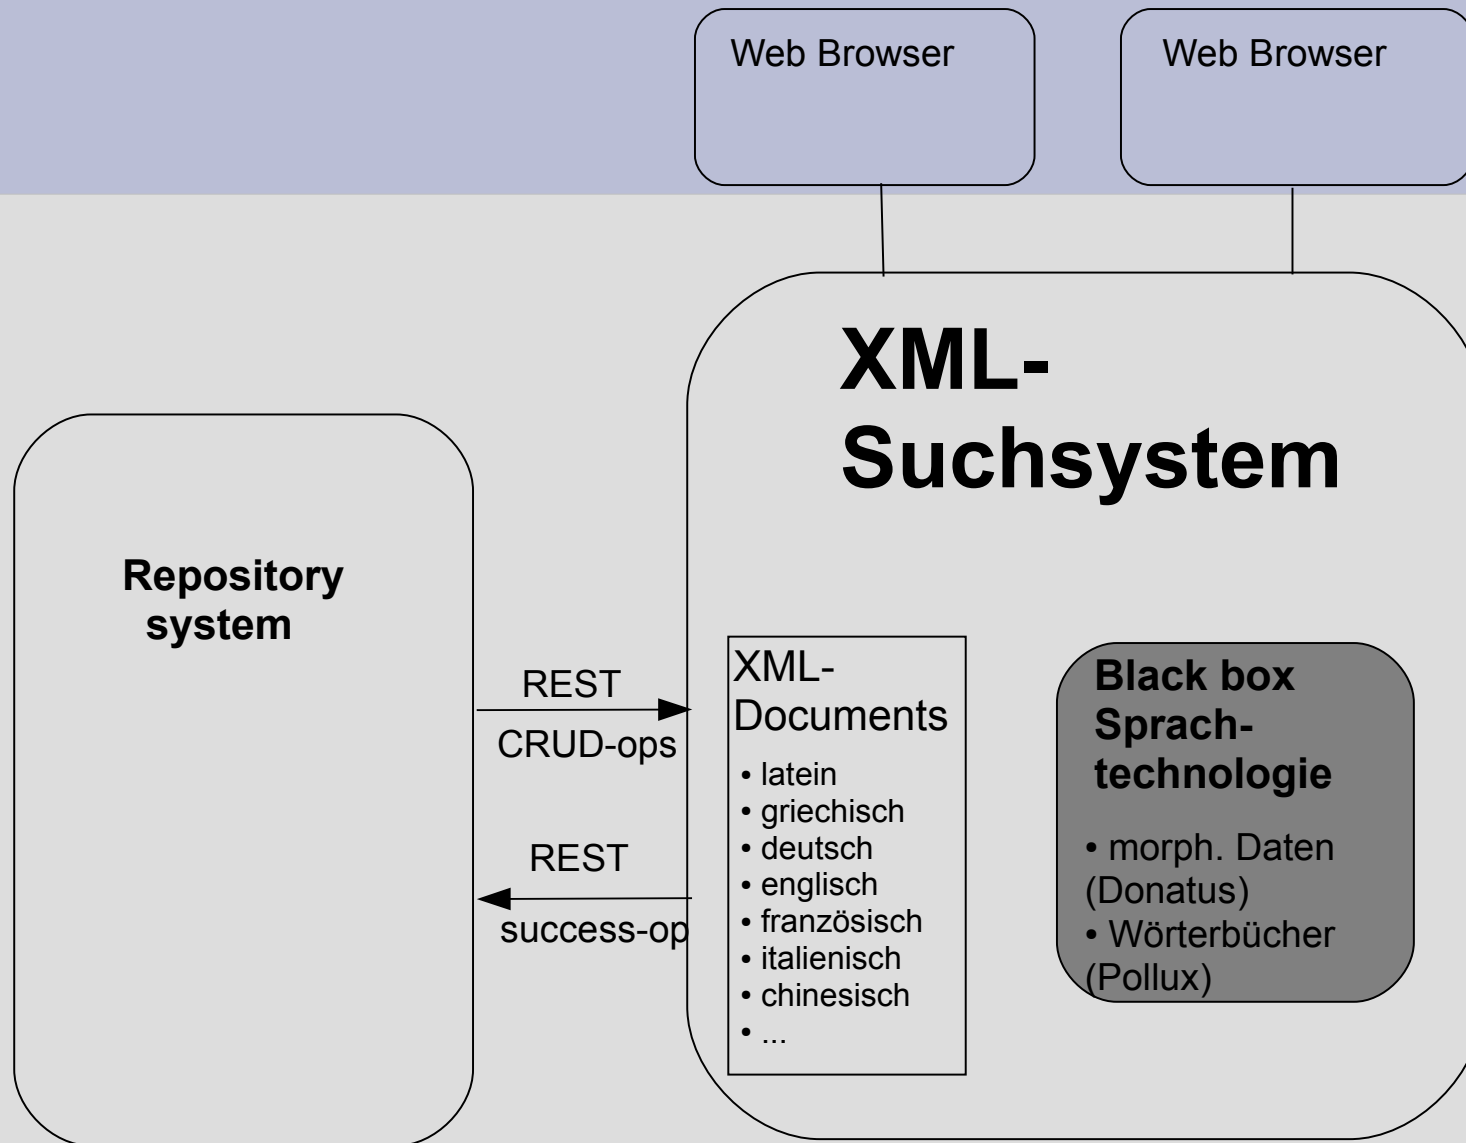 Web Browser
Web Browser
XML-
Suchsystem
Repository
system
REST
CRUD-ops
REST
success-op
XML-
Documents
• latein
• griechisch
• deutsch
• englisch
• französisch
• italienisch
• chinesisch
• ...
Black box
Sprach-
technologie
• morph. Daten
(Donatus)
• Wörterbücher
(Pollux)